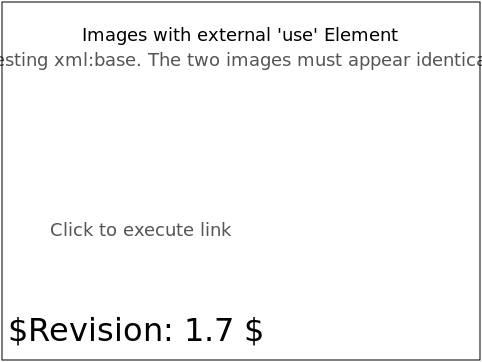 Images with external 'use' Element
esting xml:base. The two images must appear identica
Click to execute link
$Revision: 1.7 $